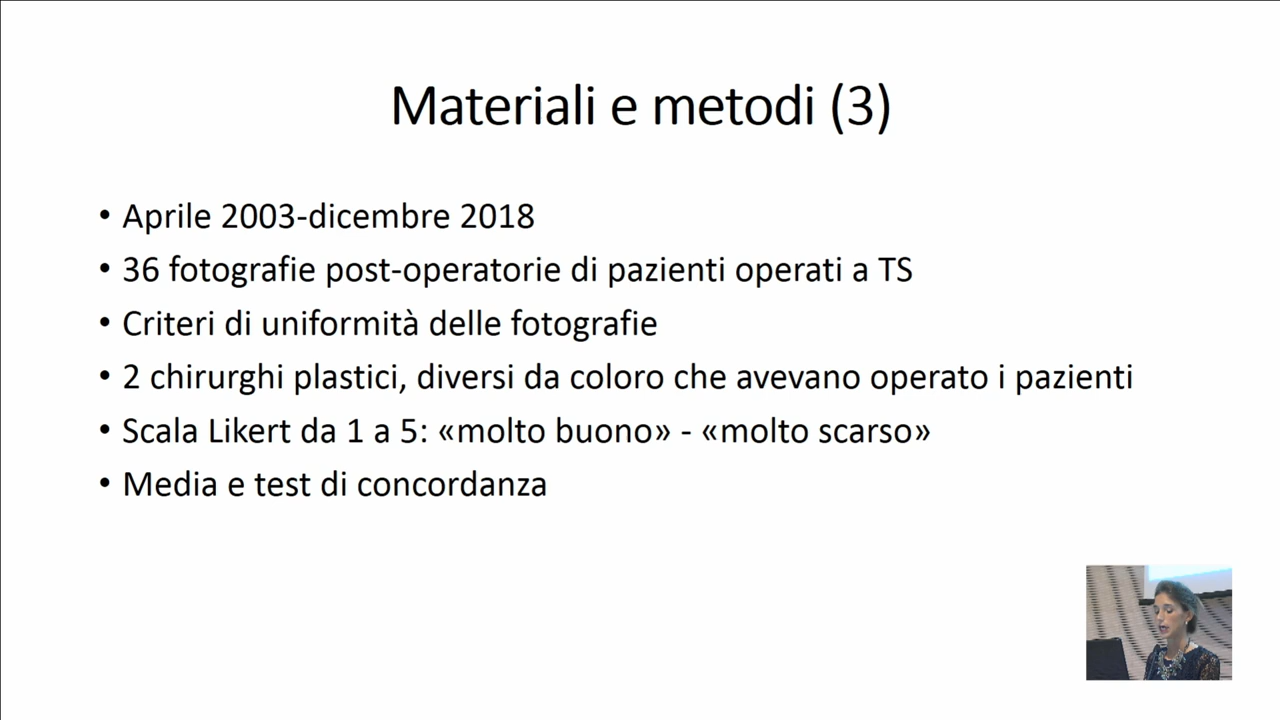 Materiali e metodi (3)
• Aprile 2003-dicembre 2018
• 36 fotografie post-operatorie di pazienti operati a TS
• Criteri di uniformità delle fotografie
• 2 chirurghi plastici, diversi da coloro che avevano operato i pazienti
• Scala Likert da 1 a 5: «molto buono» - «molto scarso»
• Media e test di concordanza